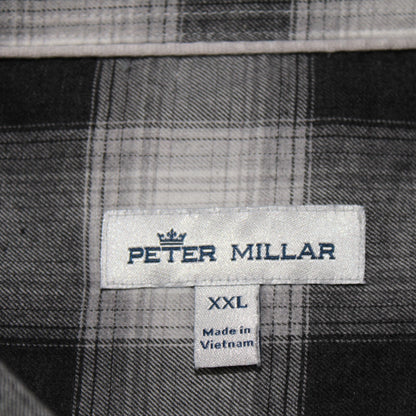 PETER MILLAR
XXL
Made in
Vietnam